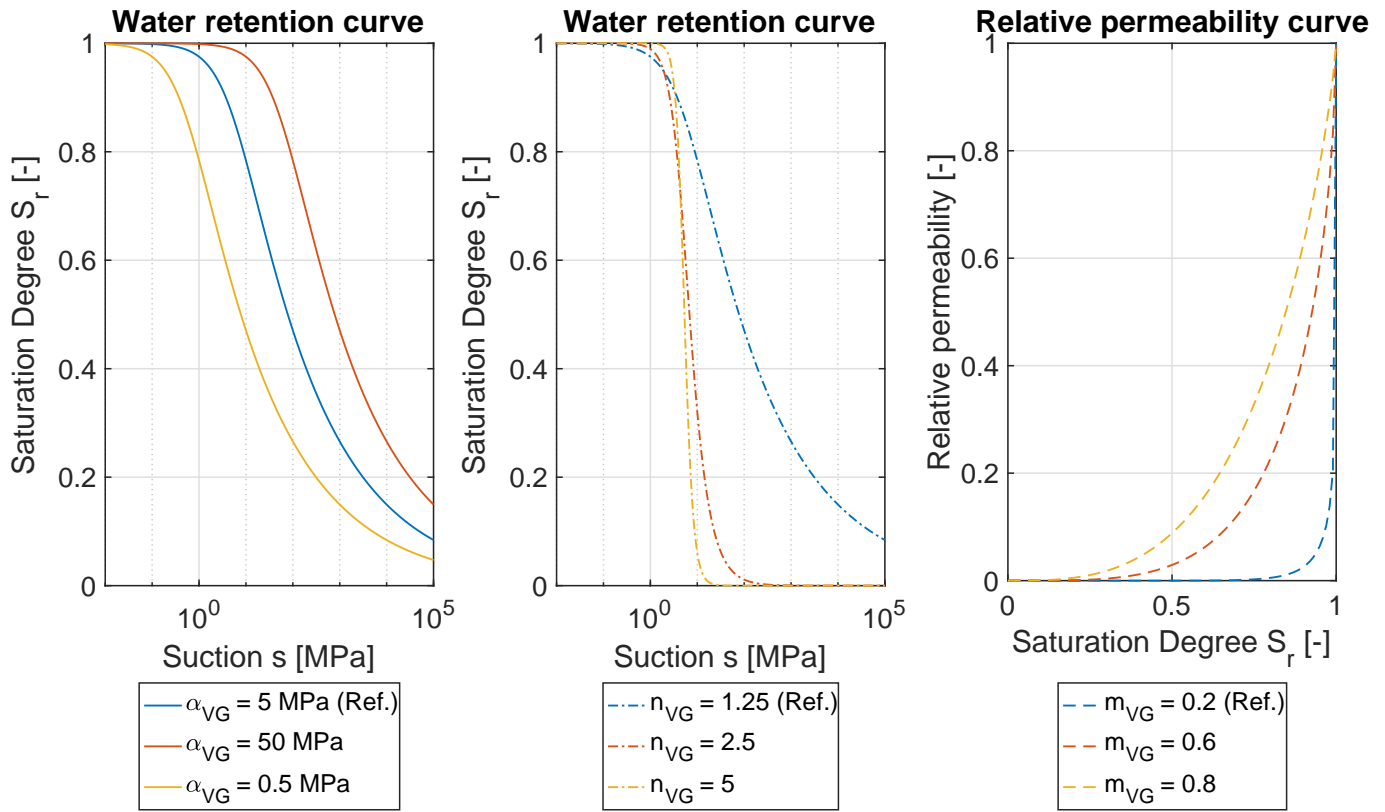 Water retention curve
1
0.8
0.6
0.4
0.2
0
10^0
10^5
Saturation Degree S_r [-]
Suction s [MPa]
α_VG = 5 MPa (Ref.)
α_VG = 50 MPa
α_VG = 0.5 MPa
Water retention curve
1
0.8
0.6
0.4
0.2
0
10^0
10^5
Saturation Degree S_r [-]
Suction s [MPa]
n_VG = 1.25 (Ref.)
n_VG = 2.5
n_VG = 5
Relative permeability curve
1
0.8
0.6
0.4
0.2
0
0
0.5
1
Relative permeability [-]
Saturation Degree S_r [-]
m_VG = 0.2 (Ref.)
m_VG = 0.6
m_VG = 0.8